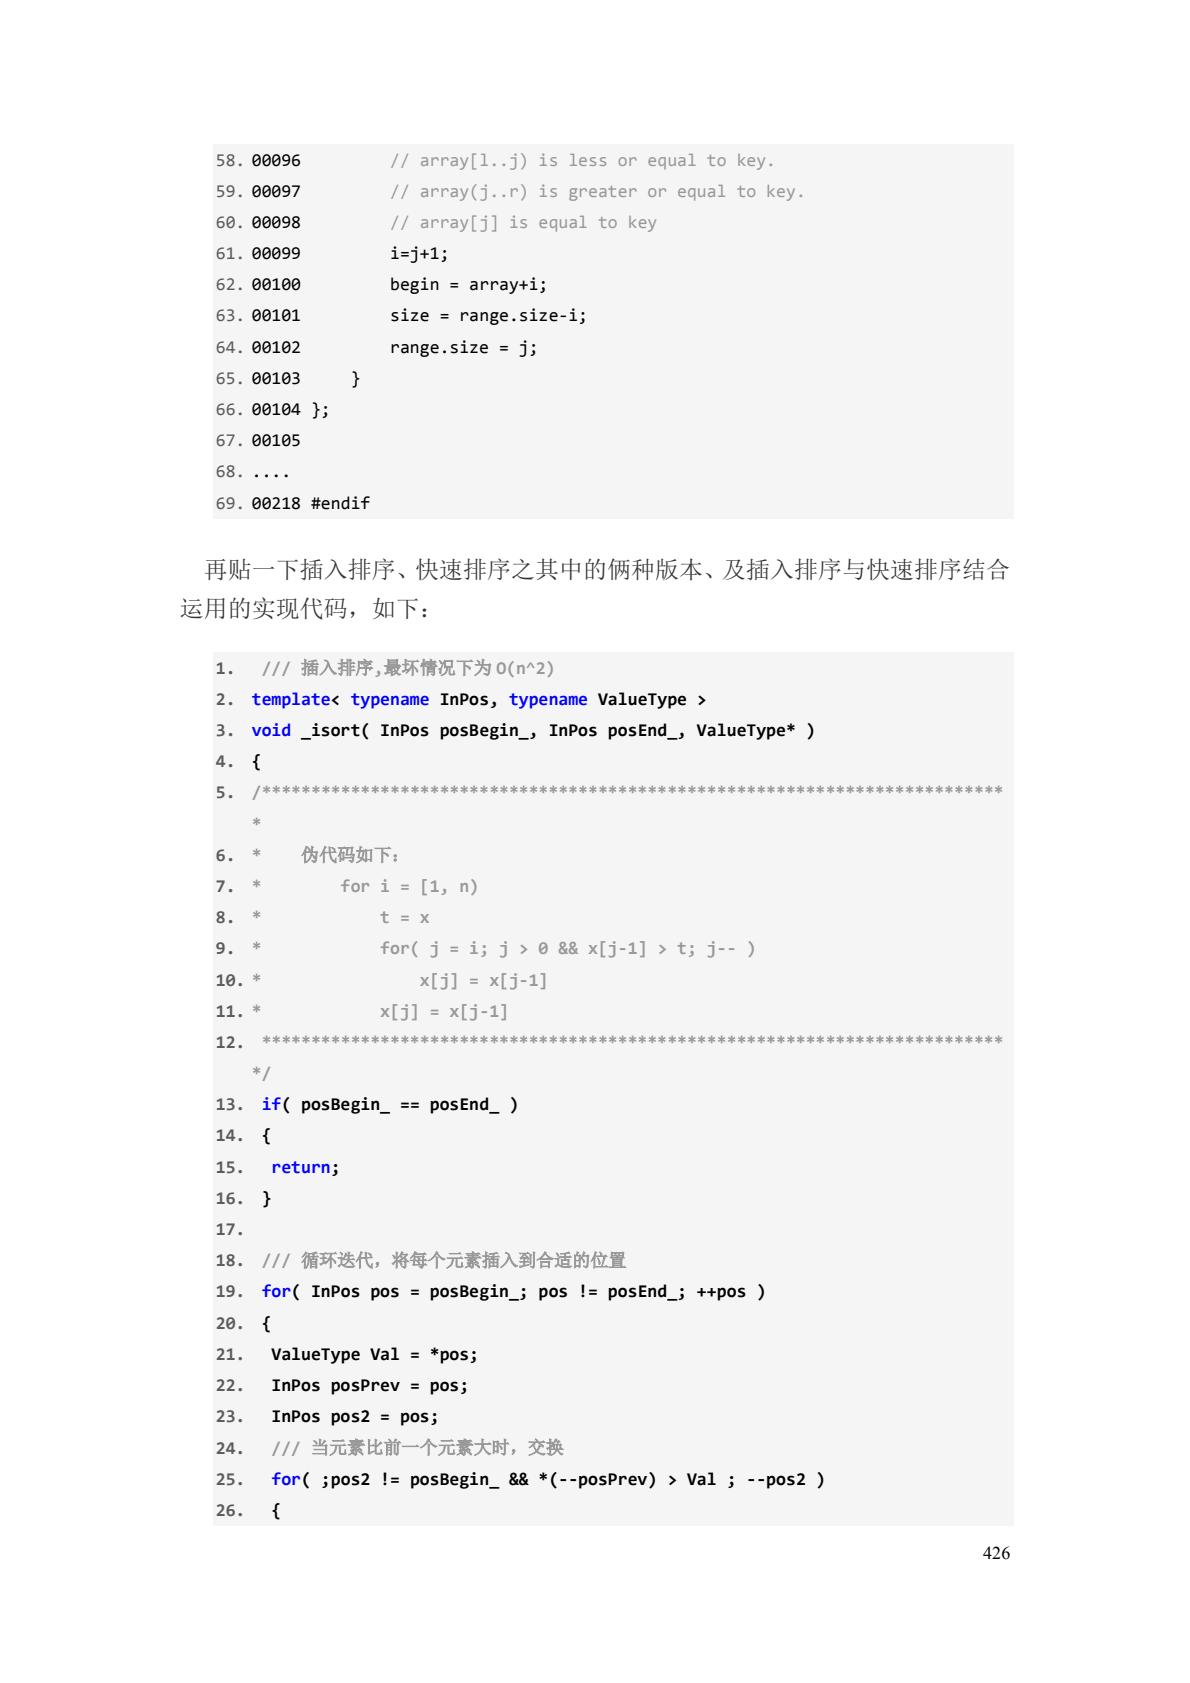 58. 00096         // array[l..j) is less or equal to key.
59. 00097         // array(j..r) is greater or equal to key.
60. 00098         // array[j] is equal to key
61. 00099         i=j+1;
62. 00100         begin = array+i;
63. 00101         size = range.size-i;
64. 00102         range.size = j;
65. 00103     }
66. 00104 };
67. 00105
68. ....
69. 00218 #endif
再贴一下插入排序、快速排序之其中的俩种版本、及插入排序与快速排序结合
运用的实现代码，如下：
1.  /// 插入排序,最坏情况下为 O(n^2)
2. template< typename InPos, typename ValueType >
3. void _isort( InPos posBegin_, InPos posEnd_, ValueType* )
4. {
5. /***************************************************************************
*
6. *    伪代码如下：
7. *        for i = [1, n)
8. *            t = x
9. *            for( j = i; j > 0 && x[j-1] > t; j-- )
10. *                x[j] = x[j-1]
11. *            x[j] = x[j-1]
12.  ***************************************************************************
*/
13.  if( posBegin_ == posEnd_ )
14.  {
15.   return;
16.  }
17.
18.  /// 循环迭代，将每个元素插入到合适的位置
19.  for( InPos pos = posBegin_; pos != posEnd_; ++pos )
20.  {
21.   ValueType Val = *pos;
22.   InPos posPrev = pos;
23.   InPos pos2 = pos;
24.   /// 当元素比前一个元素大时，交换
25.   for( ;pos2 != posBegin_ && *(--posPrev) > Val ; --pos2 )
26.   {
426